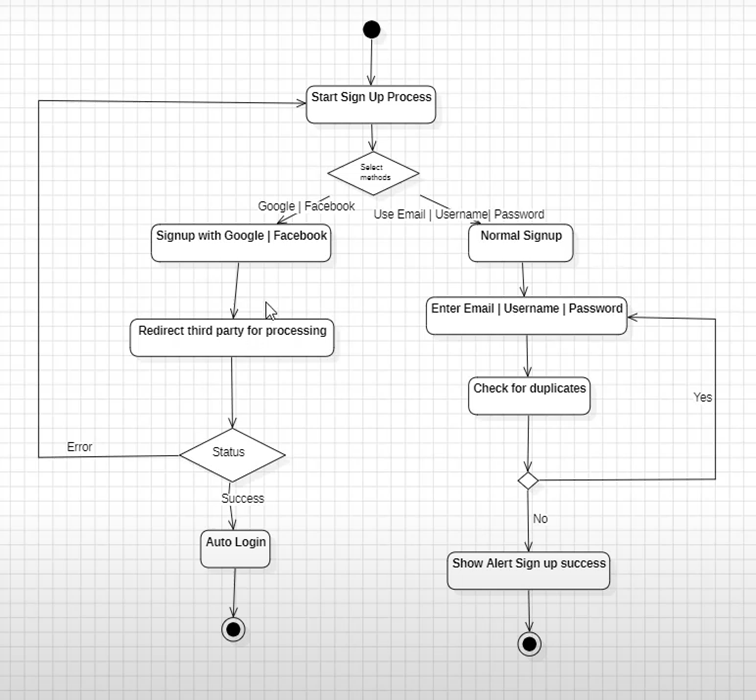 Start Sign Up Process
Select
methods
Google | Facebook
Use Email | Username| Password
Signup with Google | Facebook
Normal Signup
Enter Email | Username | Password
Redirect third party for processing
Check for duplicates
Yes
Error
Status
Success
No
Auto Login
Show Alert Sign up success